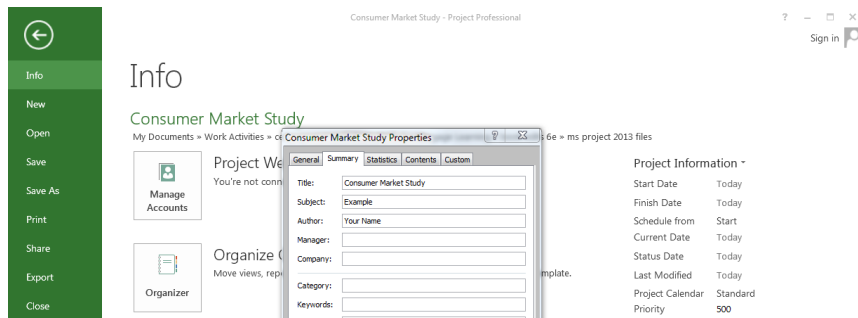 Consumer Market Study - Project Professional
?
Sign in
Info
New
Open
Save
Save As
Print
Share
Export
Close
Info
Consumer Market Study
My Documents » Work Activities » ce
s 6e » ms project 2013 files
Manage
Accounts
Project We
You're not conn
Organizer
Organize
Move views, repo
mplate.
Consumer Market Study Properties
?
General Summary Statistics Contents Custom
Title: Consumer Market Study
Subject: Example
Author: Your Name
Manager:
Company:
Category:
Keywords:
Project Information
Start Date Today
Finish Date Today
Schedule from Start
Current Date Today
Status Date Today
Last Modified Today
Project Calendar Standard
Priority 500